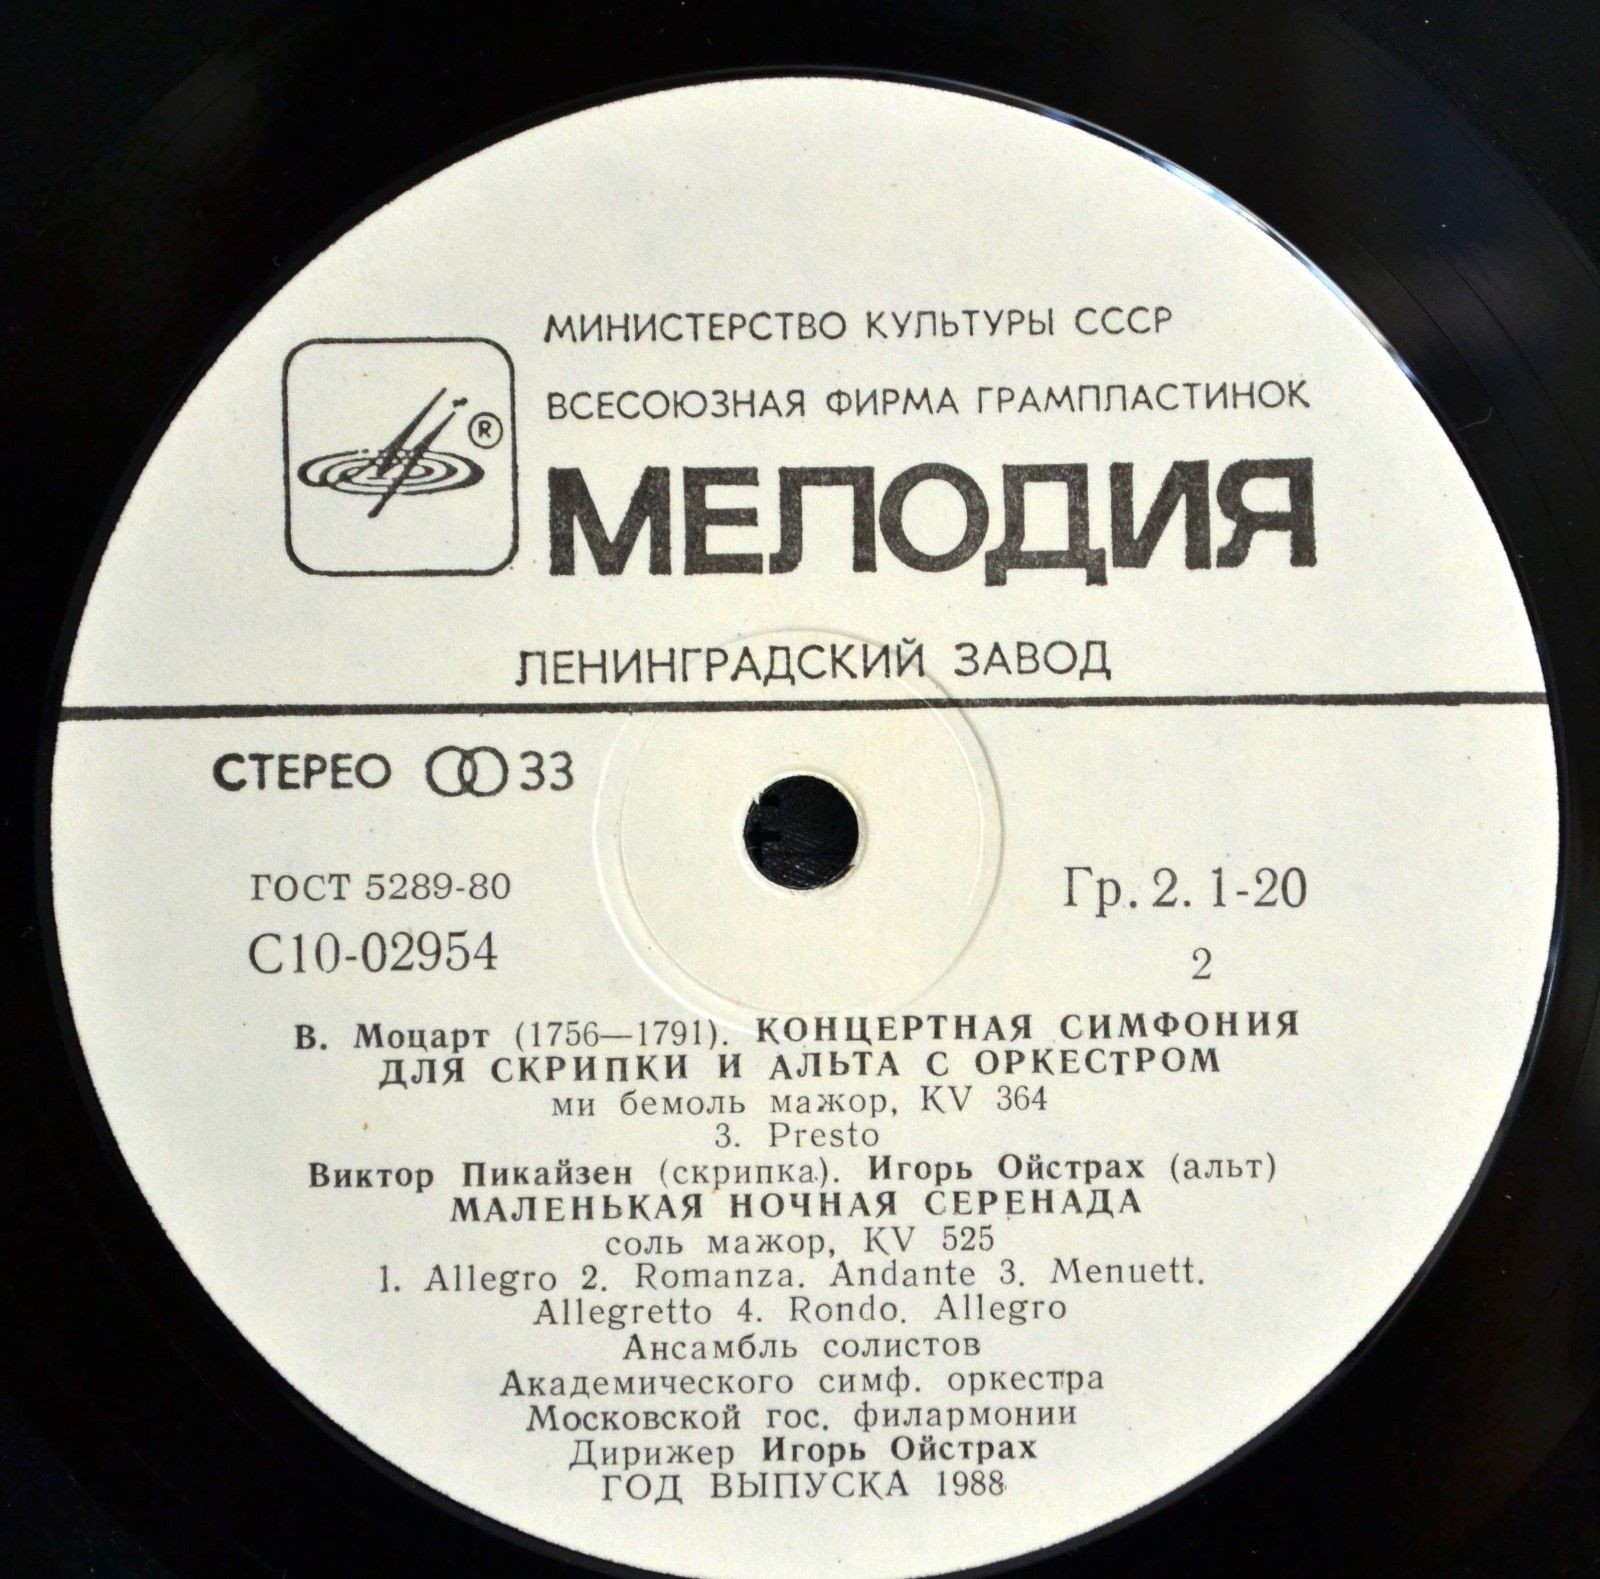 МИНИСТЕРСТВО КУЛЬТУРЫ СССР
ВСЕСОЮЗНАЯ ФИРМА ГРАМПЛАСТИНОК
®
МЕЛОДИЯ
ЛЕНИНГРАДСКИЙ ЗАВОД
СТЕРЕО 33
ГОСТ 5289-80
Гр. 2. 1-20
С10-02954
2
В. Моцарт (1756—1791). КОНЦЕРТНАЯ СИМФОНИЯ
ДЛЯ СКРИПКИ И АЛЬТА С ОРКЕСТРОМ
ми бемоль мажор, KV 364
3. Presto
Виктор Пикайзен (скрипка). Игорь Ойстрах (альт)
МАЛЕНЬКАЯ НОЧНАЯ СЕРЕНАДА
соль мажор, KV 525
1. Allegro 2. Romanza. Andante 3. Menuett.
Allegretto 4. Rondo. Allegro
Ансамбль солистов
Академического симф. оркестра
Московской гос. филармонии
Дирижер Игорь Ойстрах
ГОД ВЫПУСКА 1988